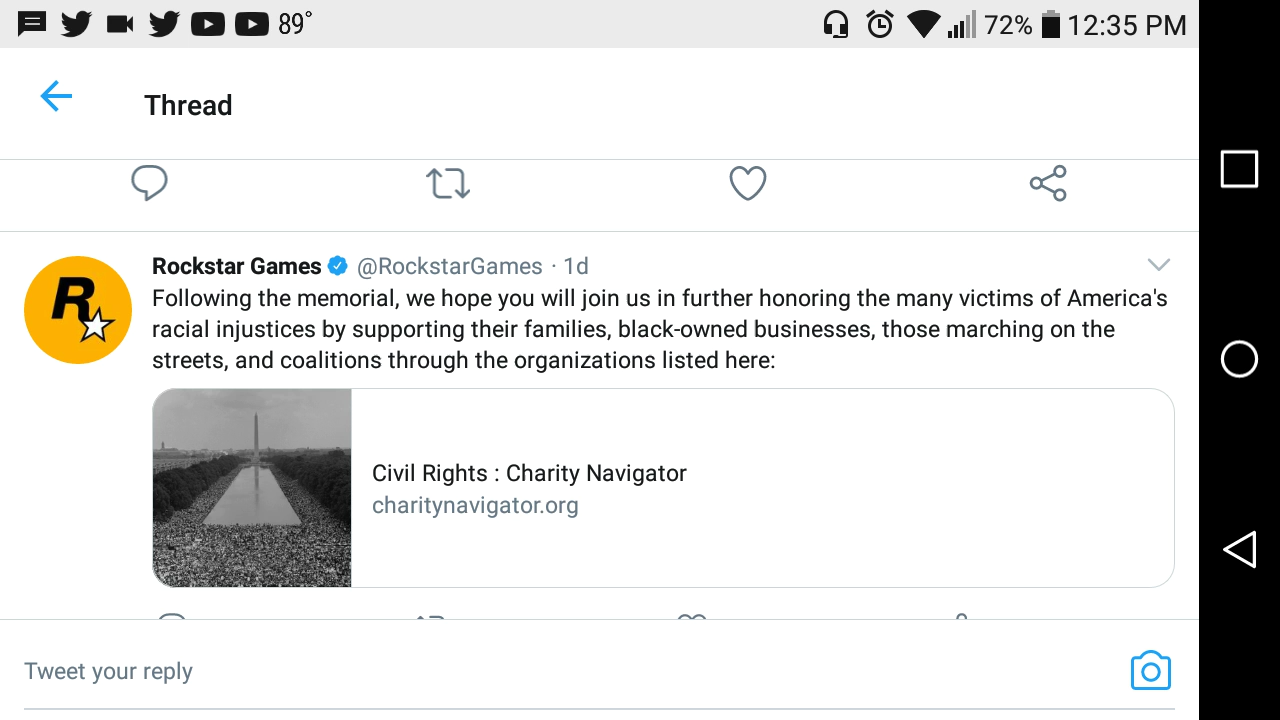 89° 72% 12:35 PM
Thread
Rockstar Games @RockstarGames · 1d
Following the memorial, we hope you will join us in further honoring the many victims of America's
racial injustices by supporting their families, black-owned businesses, those marching on the
streets, and coalitions through the organizations listed here:
Civil Rights : Charity Navigator
charitynavigator.org
Tweet your reply